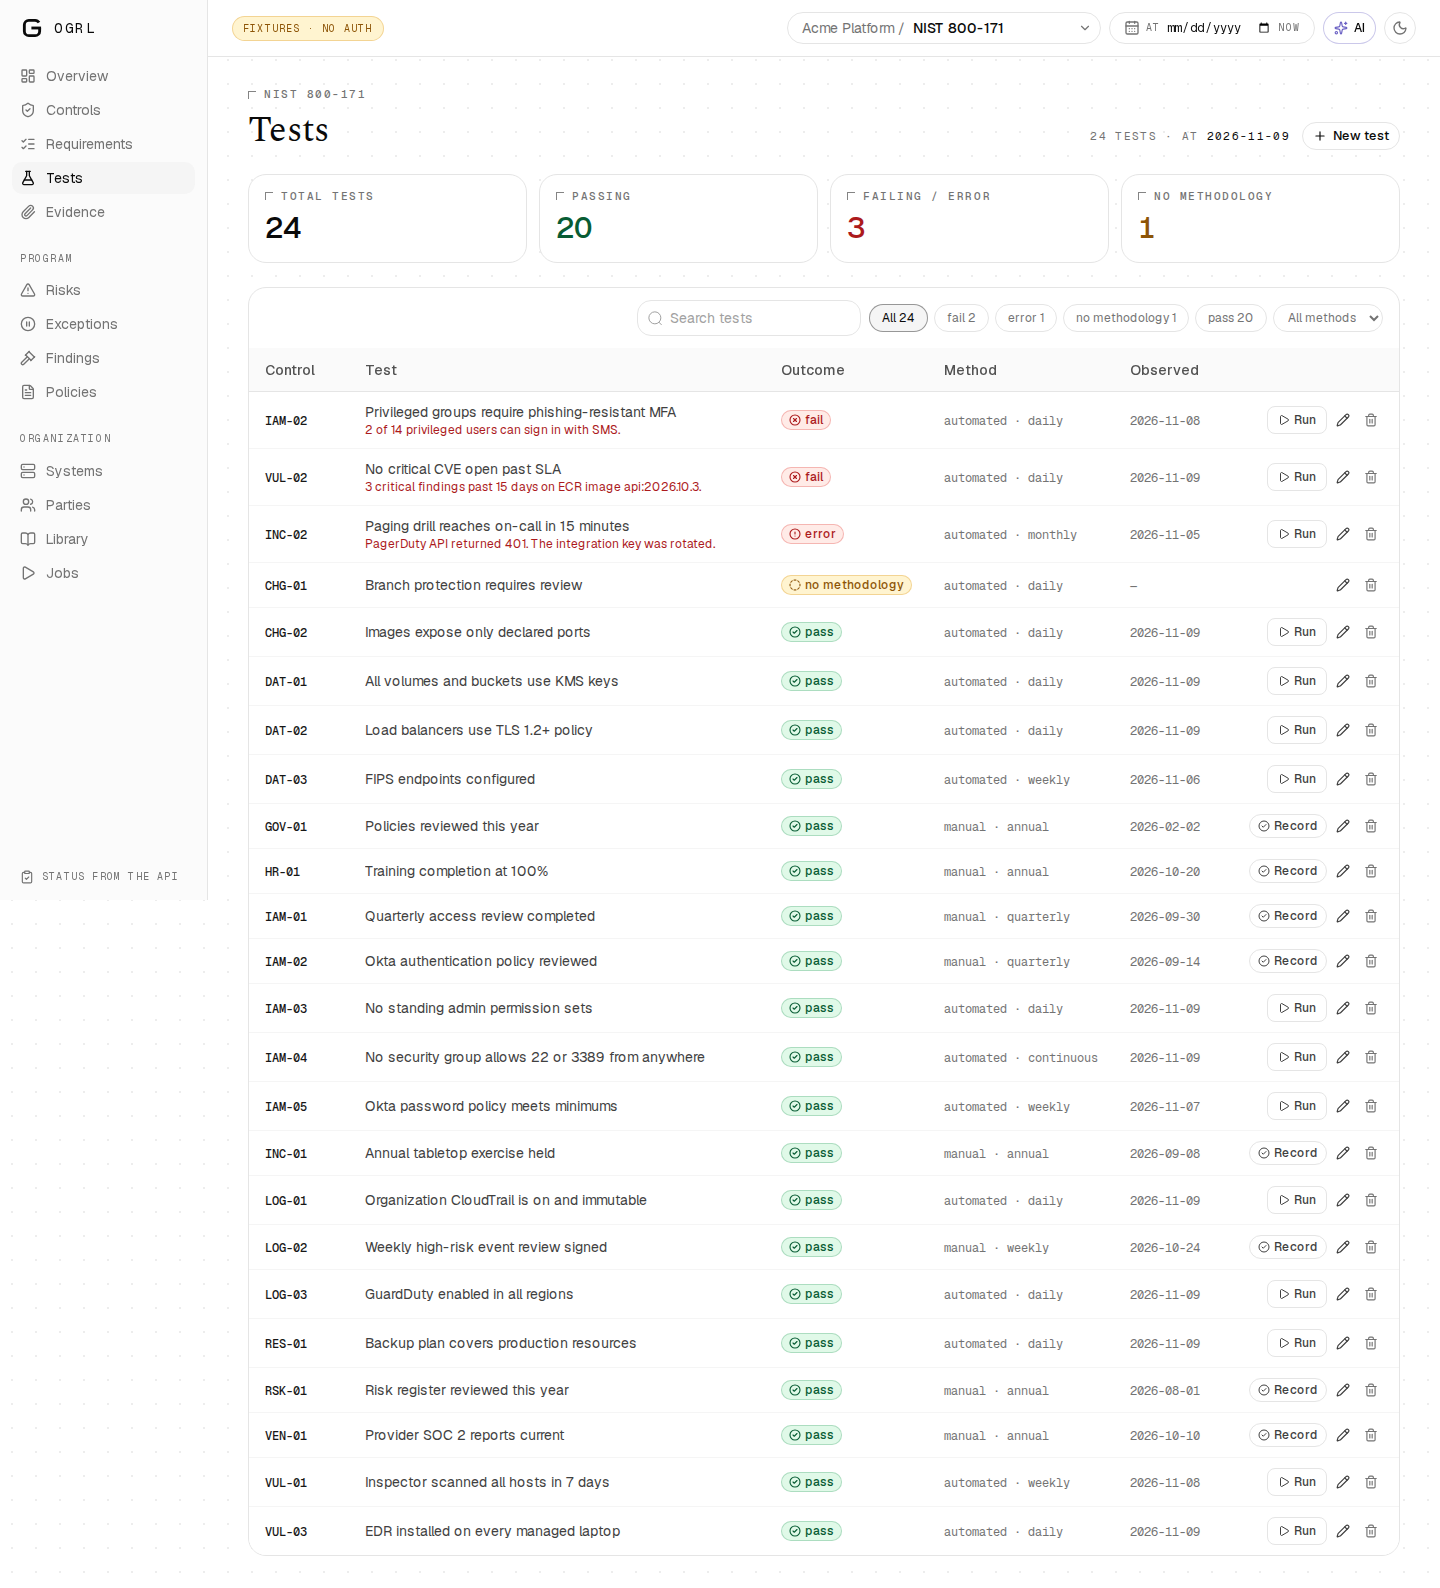 OGRL
FIXTURES · NO AUTH
Acme Platform / NIST 800-171
AT mm/dd/yyyy NOW
AI
Overview
Controls
Requirements
Tests
Evidence
PROGRAM
Risks
Exceptions
Findings
Policies
ORGANIZATION
Systems
Parties
Library
Jobs
STATUS FROM THE API
NIST 800-171
Tests
24 TESTS · AT 2026-11-09
New test
TOTAL TESTS
24
PASSING
20
FAILING / ERROR
3
NO METHODOLOGY
1
Search tests
All 24
fail 2
error 1
no methodology 1
pass 20
All methods
Control Test Outcome Method Observed
IAM-02 Privileged groups require phishing-resistant MFA fail automated · daily 2026-11-08 Run
2 of 14 privileged users can sign in with SMS.
VUL-02 No critical CVE open past SLA fail automated · daily 2026-11-09 Run
3 critical findings past 15 days on ECR image api:2026.10.3.
INC-02 Paging drill reaches on-call in 15 minutes error automated · monthly 2026-11-05 Run
PagerDuty API returned 401. The integration key was rotated.
CHG-01 Branch protection requires review no methodology automated · daily –
CHG-02 Images expose only declared ports pass automated · daily 2026-11-09 Run
DAT-01 All volumes and buckets use KMS keys pass automated · daily 2026-11-09 Run
DAT-02 Load balancers use TLS 1.2+ policy pass automated · daily 2026-11-09 Run
DAT-03 FIPS endpoints configured pass automated · weekly 2026-11-06 Run
GOV-01 Policies reviewed this year pass manual · annual 2026-02-02 Record
HR-01 Training completion at 100% pass manual · annual 2026-10-20 Record
IAM-01 Quarterly access review completed pass manual · quarterly 2026-09-30 Record
IAM-02 Okta authentication policy reviewed pass manual · quarterly 2026-09-14 Record
IAM-03 No standing admin permission sets pass automated · daily 2026-11-09 Run
IAM-04 No security group allows 22 or 3389 from anywhere pass automated · continuous 2026-11-09 Run
IAM-05 Okta password policy meets minimums pass automated · weekly 2026-11-07 Run
INC-01 Annual tabletop exercise held pass manual · annual 2026-09-08 Record
LOG-01 Organization CloudTrail is on and immutable pass automated · daily 2026-11-09 Run
LOG-02 Weekly high-risk event review signed pass manual · weekly 2026-10-24 Record
LOG-03 GuardDuty enabled in all regions pass automated · daily 2026-11-09 Run
RES-01 Backup plan covers production resources pass automated · daily 2026-11-09 Run
RSK-01 Risk register reviewed this year pass manual · annual 2026-08-01 Record
VEN-01 Provider SOC 2 reports current pass manual · annual 2026-10-10 Record
VUL-01 Inspector scanned all hosts in 7 days pass automated · weekly 2026-11-08 Run
VUL-03 EDR installed on every managed laptop pass automated · daily 2026-11-09 Run